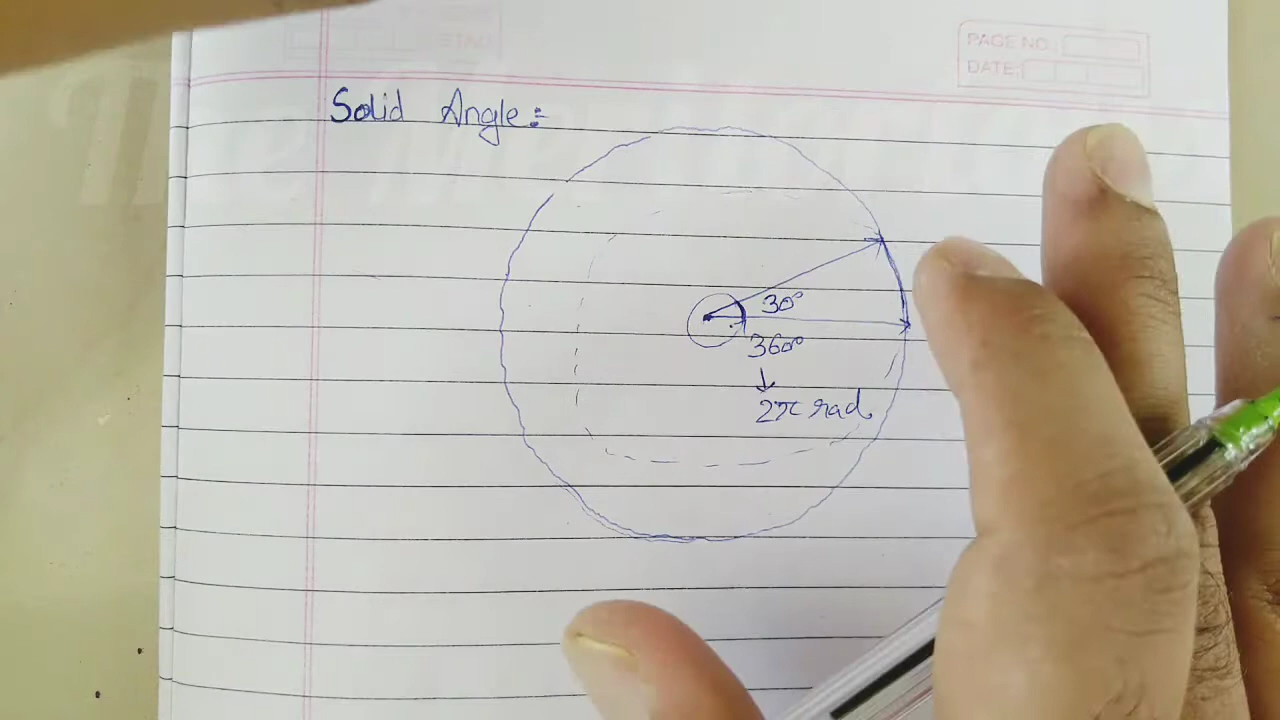 PAGE NO.:
DATE:
Solid Angle:=
30°
360°
↓
2π rad